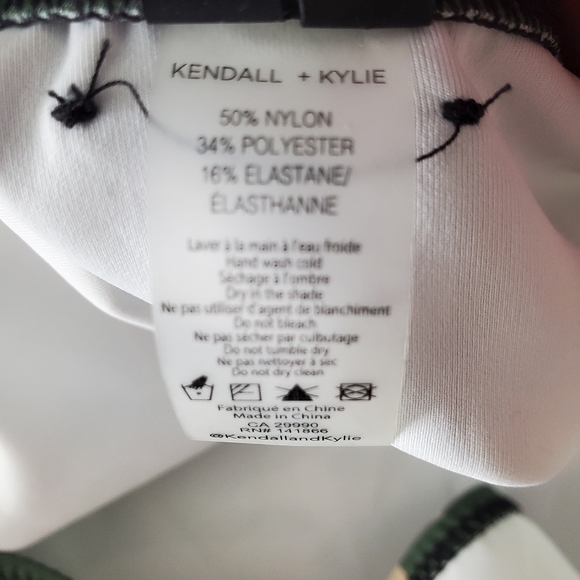 KENDALL + KYLIE
50% NYLON
34% POLYESTER
16% ELASTANE/
ÉLASTHANNE
Laver à la main à l'eau froide
Hand wash cold
Séchage à l'ombre
Dry in the shade
Ne pas utiliser d'agent de blanchiment
Do not bleach
Ne pas sécher par culbutage
Do not tumble dry
Ne pas nettoyer à sec
Do not dry clean
Fabriqué en Chine
Made in China
CA 29990
RN# 141866
@KendallandKylie